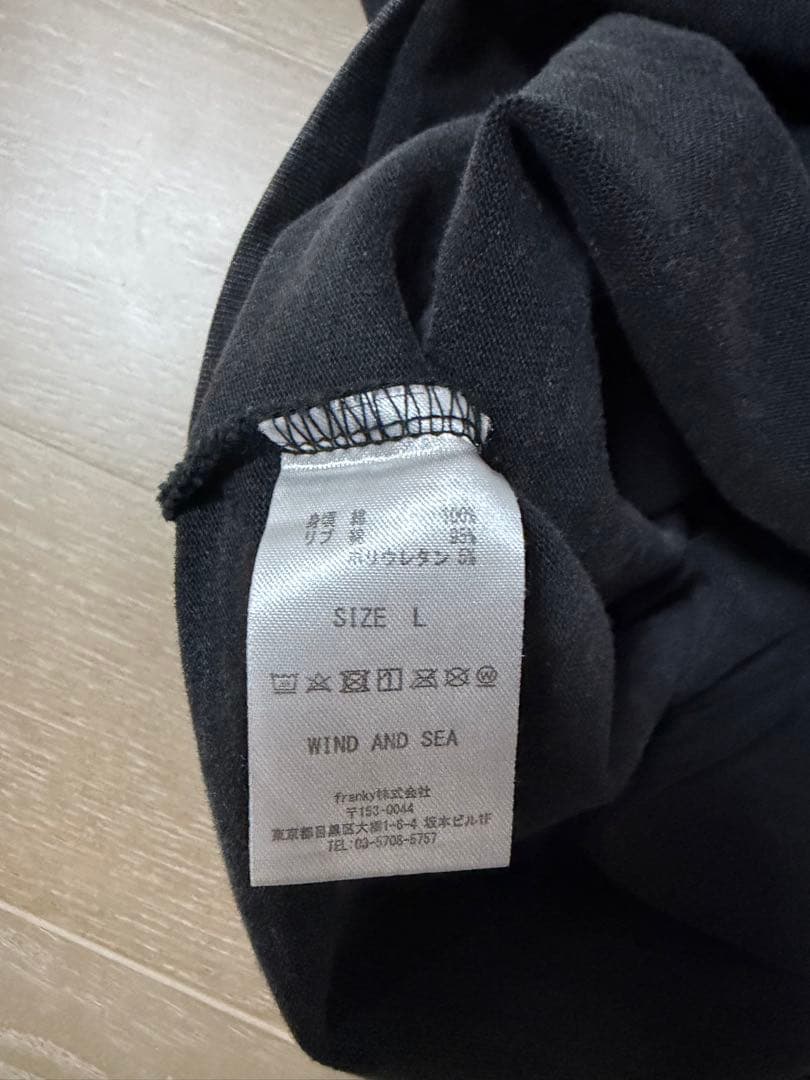 身頃 綿 100%
リブ 綿 95%
ポリウレタン 5%
SIZE L
WIND AND SEA
franky株式会社
〒153-0044
東京都目黒区大橋1-6-4 坂本ビル1F
TEL:03-5708-5757